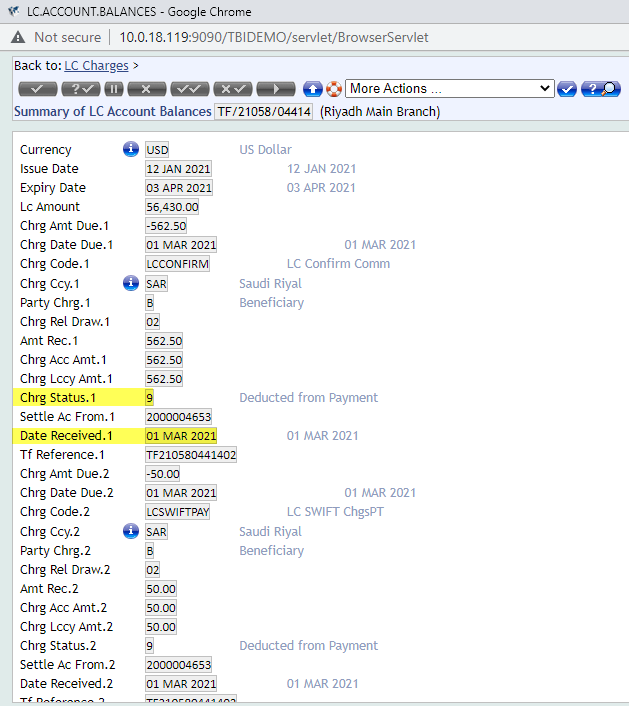 LC.ACCOUNT.BALANCES - Google Chrome
Not secure 10.0.18.119:9090/TBIDEMO/servlet/BrowserServlet
Back to: LC Charges >
More Actions ...
Summary of LC Account Balances TF/21058/04414 (Riyadh Main Branch)
Currency USD US Dollar
Issue Date 12 JAN 2021 12 JAN 2021
Expiry Date 03 APR 2021 03 APR 2021
Lc Amount 56,430.00
Chrg Amt Due.1 -562.50
Chrg Date Due.1 01 MAR 2021 01 MAR 2021
Chrg Code.1 LCCONFIRM LC Confirm Comm
Chrg Ccy.1 SAR Saudi Riyal
Party Chrg.1 B Beneficiary
Chrg Rel Draw.1 02
Amt Rec.1 562.50
Chrg Acc Amt.1 562.50
Chrg Lccy Amt.1 562.50
Chrg Status.1 9 Deducted from Payment
Settle Ac From.1 2000004653
Date Received.1 01 MAR 2021 01 MAR 2021
Tf Reference.1 TF210580441402
Chrg Amt Due.2 -50.00
Chrg Date Due.2 01 MAR 2021 01 MAR 2021
Chrg Code.2 LCSWIFTPAY LC SWIFT ChgsPT
Chrg Ccy.2 SAR Saudi Riyal
Party Chrg.2 B Beneficiary
Chrg Rel Draw.2 02
Amt Rec.2 50.00
Chrg Acc Amt.2 50.00
Chrg Lccy Amt.2 50.00
Chrg Status.2 9 Deducted from Payment
Settle Ac From.2 2000004653
Date Received.2 01 MAR 2021 01 MAR 2021
Tf Reference.2 TF210580441402